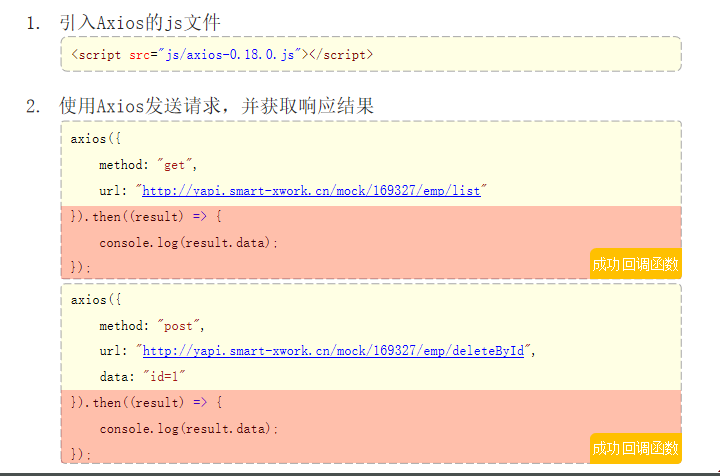 1. 引入Axios的js文件
<script src="js/axios-0.18.0.js"></script>
2. 使用Axios发送请求，并获取响应结果
axios({
method: "get",
url: "http://yapi.smart-xwork.cn/mock/169327/emp/list"
}).then((result) => {
console.log(result.data);
});
成功回调函数
axios({
method: "post",
url: "http://yapi.smart-xwork.cn/mock/169327/emp/deleteById",
data: "id=1"
}).then((result) => {
console.log(result.data);
});
成功回调函数